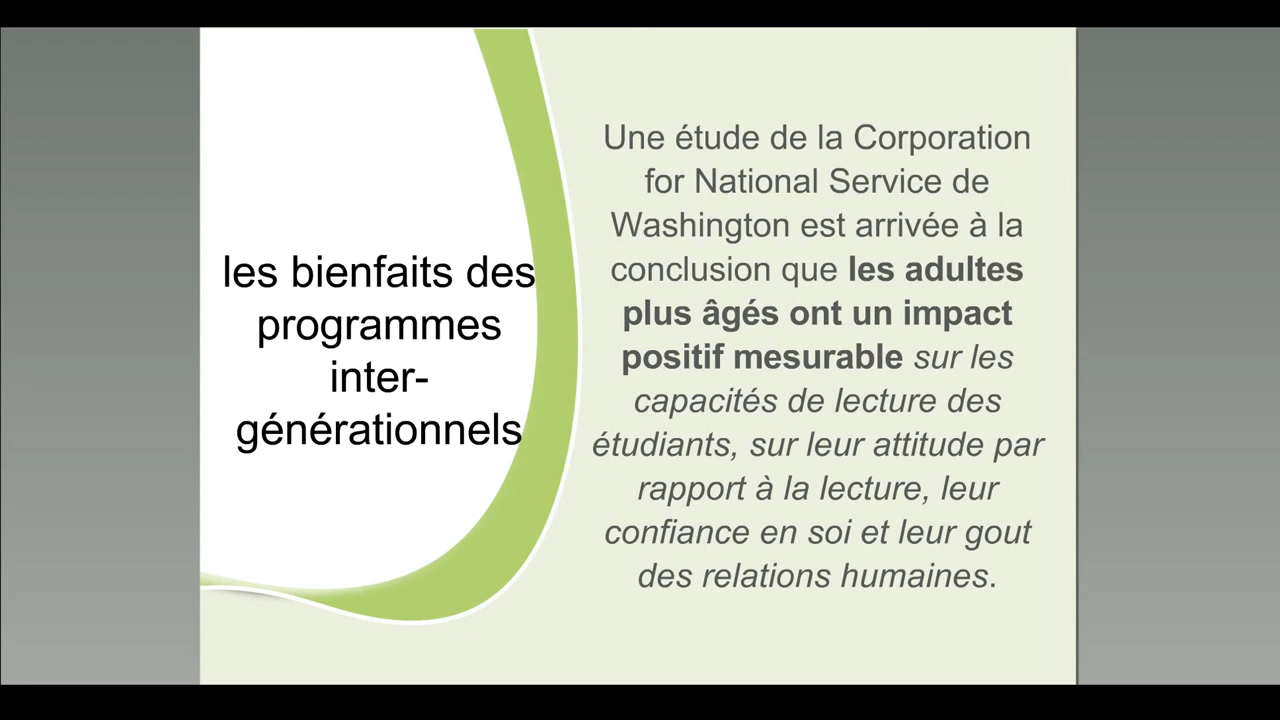 les bienfaits des
programmes
inter-
générationnels
Une étude de la Corporation
for National Service de
Washington est arrivée à la
conclusion que les adultes
plus âgés ont un impact
positif mesurable sur les
capacités de lecture des
étudiants, sur leur attitude par
rapport à la lecture, leur
confiance en soi et leur gout
des relations humaines.